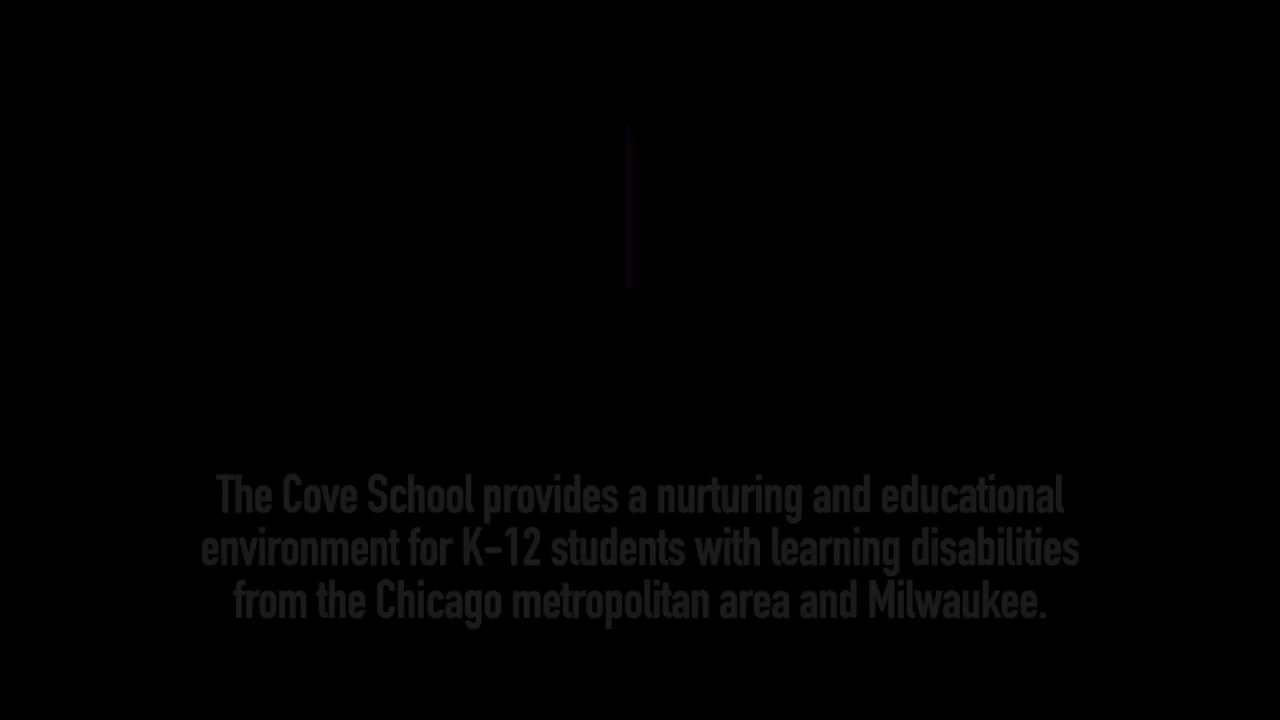 The Cove School provides a nurturing and educational
environment for K-12 students with learning disabilities
from the Chicago metropolitan area and Milwaukee.